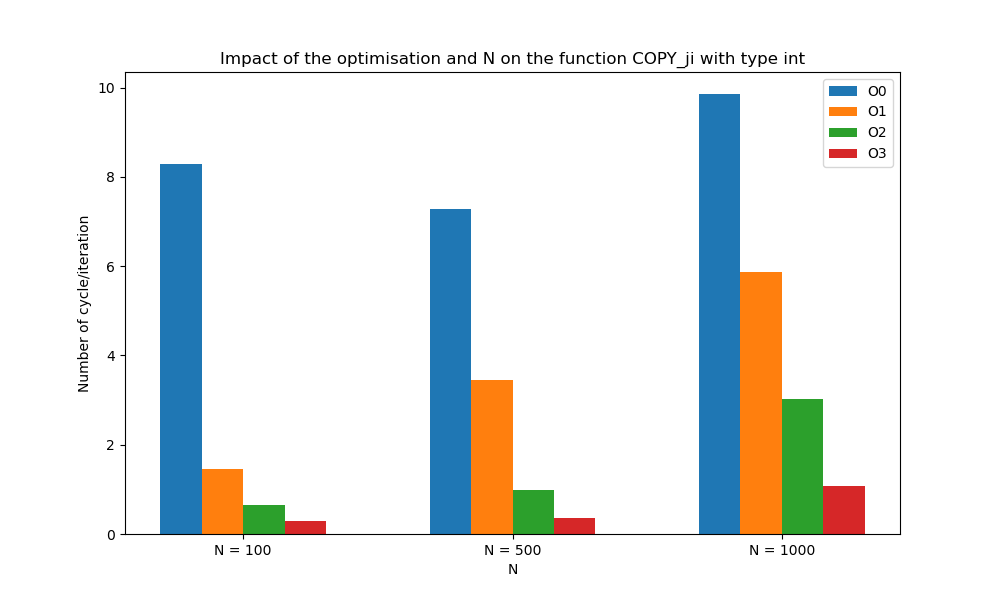 Impact of the optimisation and N on the function COPY_ji with type int
O0
O1
O2
O3
Number of cycle/iteration
10
8
6
4
2
0
N = 100
N = 500
N = 1000
N